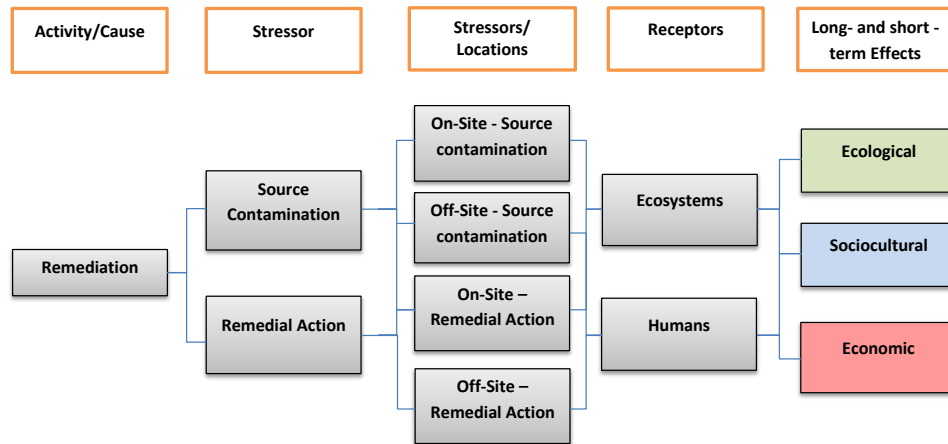 Activity/Cause
Stressor
Stressors/
Locations
Receptors
Long- and short -
term Effects
On-Site - Source
contamination
Source
Contamination
Off-Site - Source
contamination
Ecosystems
Ecological
Remediation
Sociocultural
Remedial Action
On-Site –
Remedial Action
Humans
Economic
Off-Site –
Remedial Action